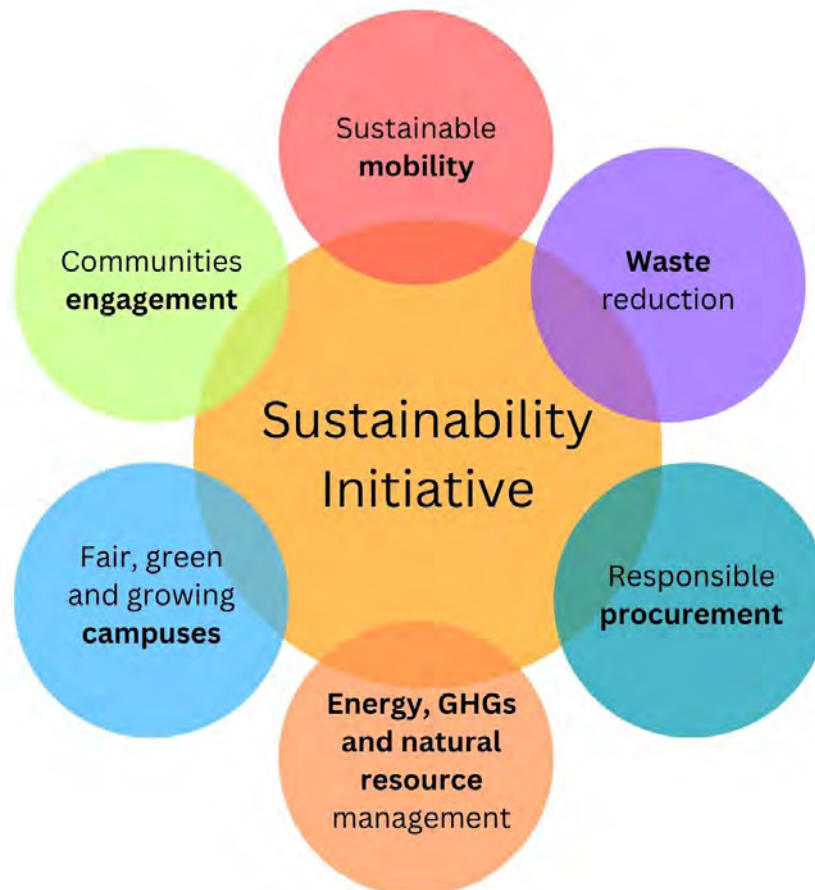 Sustainable
mobility
Communities
engagement
Waste
reduction
Sustainability
Initiative
Fair, green
and growing
campuses
Responsible
procurement
Energy, GHGs
and natural
resource
management